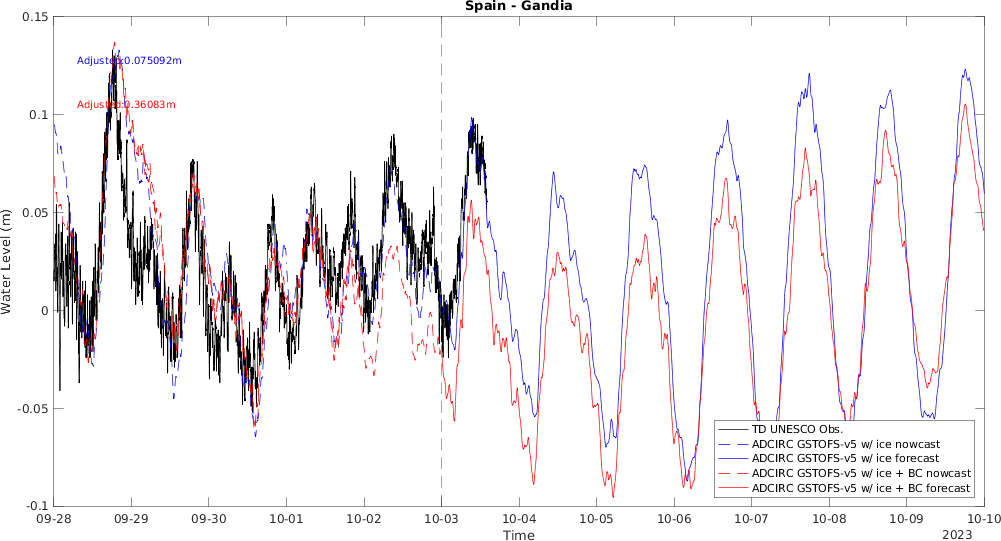 Spain - Gandia
0.15
0.1
0.05
0
-0.05
-0.1
Water Level (m)
Adjusted:0.075092m
Adjusted:0.36083m
TD UNESCO Obs.
ADCIRC GSTOFS-v5 w/ ice nowcast
ADCIRC GSTOFS-v5 w/ ice forecast
ADCIRC GSTOFS-v5 w/ ice + BC nowcast
ADCIRC GSTOFS-v5 w/ ice + BC forecast
09-28 09-29 09-30 10-01 10-02 10-03 10-04 10-05 10-06 10-07 10-08 10-09 10-10
Time
2023